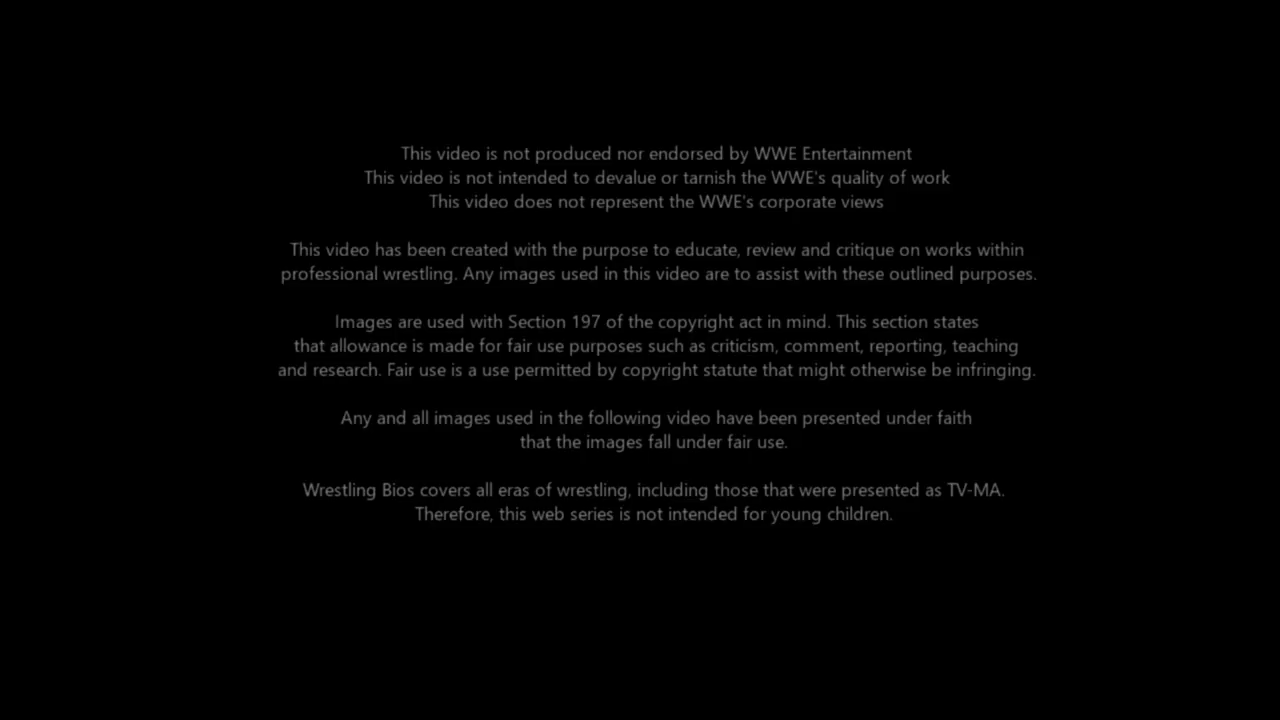 This video is not produced nor endorsed by WWE Entertainment
This video is not intended to devalue or tarnish the WWE's quality of work
This video does not represent the WWE's corporate views
This video has been created with the purpose to educate, review and critique on works within
professional wrestling. Any images used in this video are to assist with these outlined purposes.
Images are used with Section 197 of the copyright act in mind. This section states
that allowance is made for fair use purposes such as criticism, comment, reporting, teaching
and research. Fair use is a use permitted by copyright statute that might otherwise be infringing.
Any and all images used in the following video have been presented under faith
that the images fall under fair use.
Wrestling Bios covers all eras of wrestling, including those that were presented as TV-MA.
Therefore, this web series is not intended for young children.